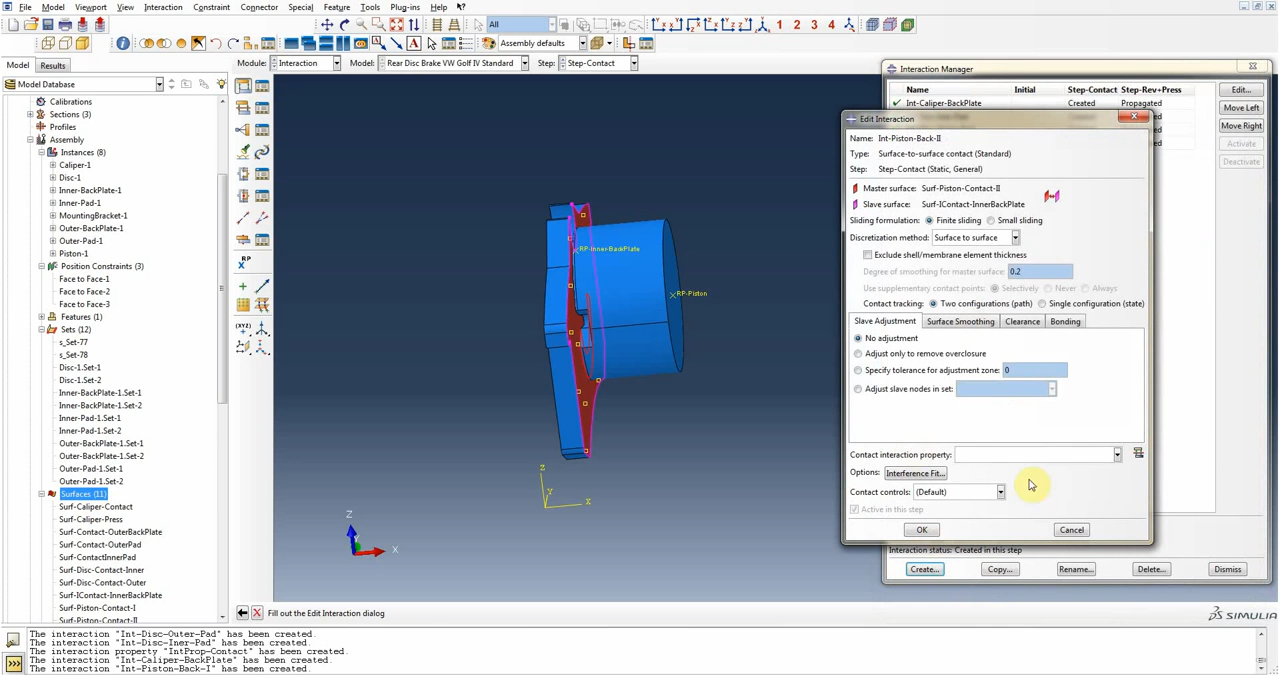 File Model Viewport View Interaction Constraint Connector Special Feature Tools Plug-ins Help
All
1 2 3 4
Assembly defaults
Model Results
Module: Interaction Model: Rear Disc Brake VW Golf IV Standard Step: Step-Contact
Model Database
Calibrations
Sections (3)
Profiles
Assembly
Instances (8)
Caliper-1
Disc-1
Inner-BackPlate-1
Inner-Pad-1
MountingBracket-1
Outer-BackPlate-1
Outer-Pad-1
Piston-1
Position Constraints (3)
Face to Face-1
Face to Face-2
Face to Face-3
Features (1)
Sets (12)
s_Set-77
s_Set-78
Disc-1.Set-1
Disc-1.Set-2
Inner-BackPlate-1.Set-1
Inner-BackPlate-1.Set-2
Inner-Pad-1.Set-1
Inner-Pad-1.Set-2
Outer-BackPlate-1.Set-1
Outer-BackPlate-1.Set-2
Outer-Pad-1.Set-1
Outer-Pad-1.Set-2
Surfaces (11)
Surf-Caliper-Contact
Surf-Caliper-Press
Surf-Contact-OuterBackPlate
Surf-Contact-OuterPad
Surf-ContactInnerPad
Surf-Disc-Contact-Inner
Surf-Disc-Contact-Outer
Surf-IContact-InnerBackPlate
Surf-Piston-Contact-I
Surf-Piston-Contact-II
RP
(XYZ)
RP-Inner-BackPlate
RP-Piston
Z
Y
X
Z
X
Interaction Manager
Name Initial Step-Contact Step-Rev+Press
Int-Caliper-BackPlate Created Propagated
Edit...
Move Left
Move Right
Activate
Deactivate
Edit Interaction
Name: Int-Piston-Back-II
Type: Surface-to-surface contact (Standard)
Step: Step-Contact (Static, General)
Master surface: Surf-Piston-Contact-II
Slave surface: Surf-IContact-InnerBackPlate
Sliding formulation: Finite sliding Small sliding
Discretization method: Surface to surface
Exclude shell/membrane element thickness
Degree of smoothing for master surface: 0.2
Use supplementary contact points: Selectively Never Always
Contact tracking: Two configurations (path) Single configuration (state)
Slave Adjustment Surface Smoothing Clearance Bonding
No adjustment
Adjust only to remove overclosure
Specify tolerance for adjustment zone: 0
Adjust slave nodes in set:
Contact interaction property:
Options: Interference Fit...
Contact controls: (Default)
Active in this step
OK Cancel
Interaction status: Created in this step
Create... Copy... Rename... Delete... Dismiss
Fill out the Edit Interaction dialog
SIMULIA
The interaction "Int-Disc-Outer-Pad" has been created.
The interaction "Int-Disc-Iner-Pad" has been created.
The interaction property "IntProp-Contact" has been created.
The interaction "Int-Caliper-BackPlate" has been created.
The interaction "Int-Piston-Back-I" has been created.
>>>